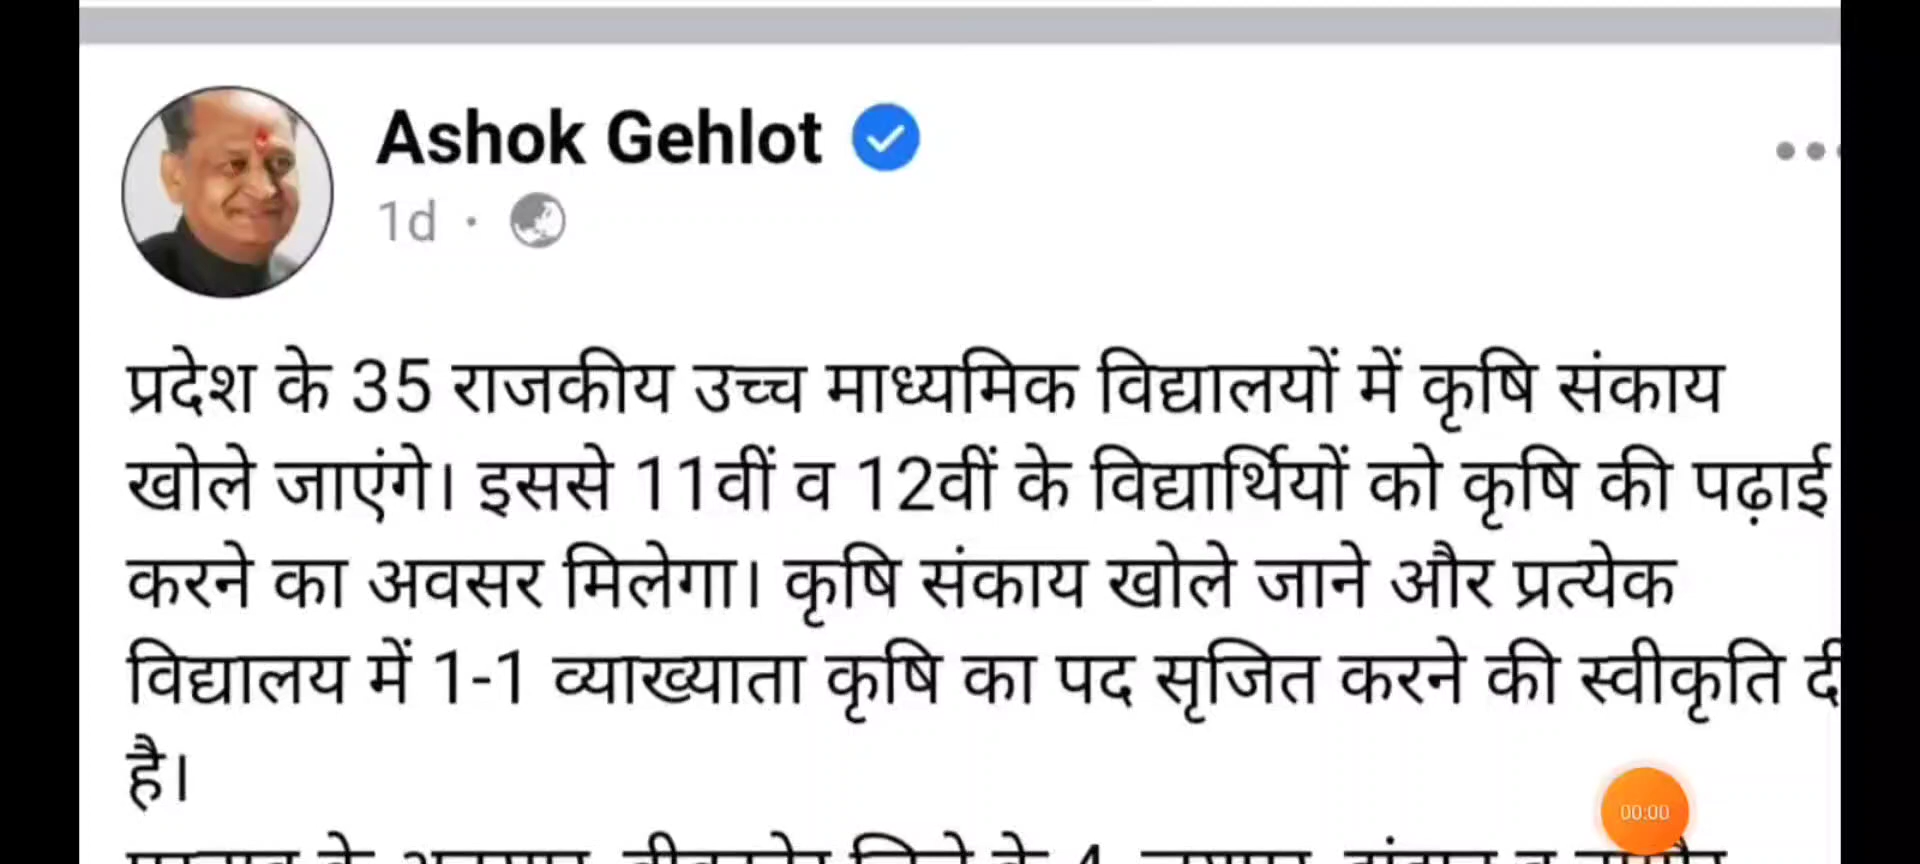 Ashok Gehlot
1d ·
प्रदेश के 35 राजकीय उच्च माध्यमिक विद्यालयों में कृषि संकाय
खोले जाएंगे। इससे 11वीं व 12वीं के विद्यार्थियों को कृषि की पढ़ाई
करने का अवसर मिलेगा। कृषि संकाय खोले जाने और प्रत्येक
विद्यालय में 1-1 व्याख्याता कृषि का पद सृजित करने की स्वीकृति दी
है।
00:00